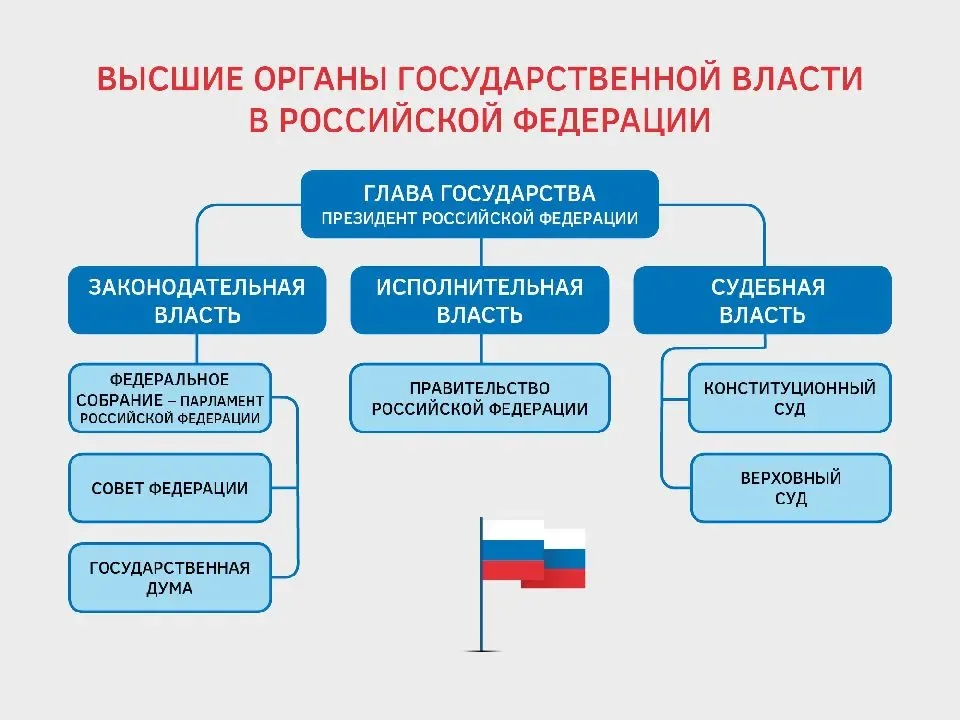 ВЫСШИЕ ОРГАНЫ ГОСУДАРСТВЕННОЙ ВЛАСТИ
В РОССИЙСКОЙ ФЕДЕРАЦИИ
ГЛАВА ГОСУДАРСТВА
ПРЕЗИДЕНТ РОССИЙСКОЙ ФЕДЕРАЦИИ
ЗАКОНОДАТЕЛЬНАЯ
ВЛАСТЬ
ИСПОЛНИТЕЛЬНАЯ
ВЛАСТЬ
СУДЕБНАЯ
ВЛАСТЬ
ФЕДЕРАЛЬНОЕ
СОБРАНИЕ – ПАРЛАМЕНТ
РОССИЙСКОЙ ФЕДЕРАЦИИ
ПРАВИТЕЛЬСТВО
РОССИЙСКОЙ ФЕДЕРАЦИИ
КОНСТИТУЦИОННЫЙ
СУД
СОВЕТ ФЕДЕРАЦИИ
ВЕРХОВНЫЙ
СУД
ГОСУДАРСТВЕННАЯ
ДУМА